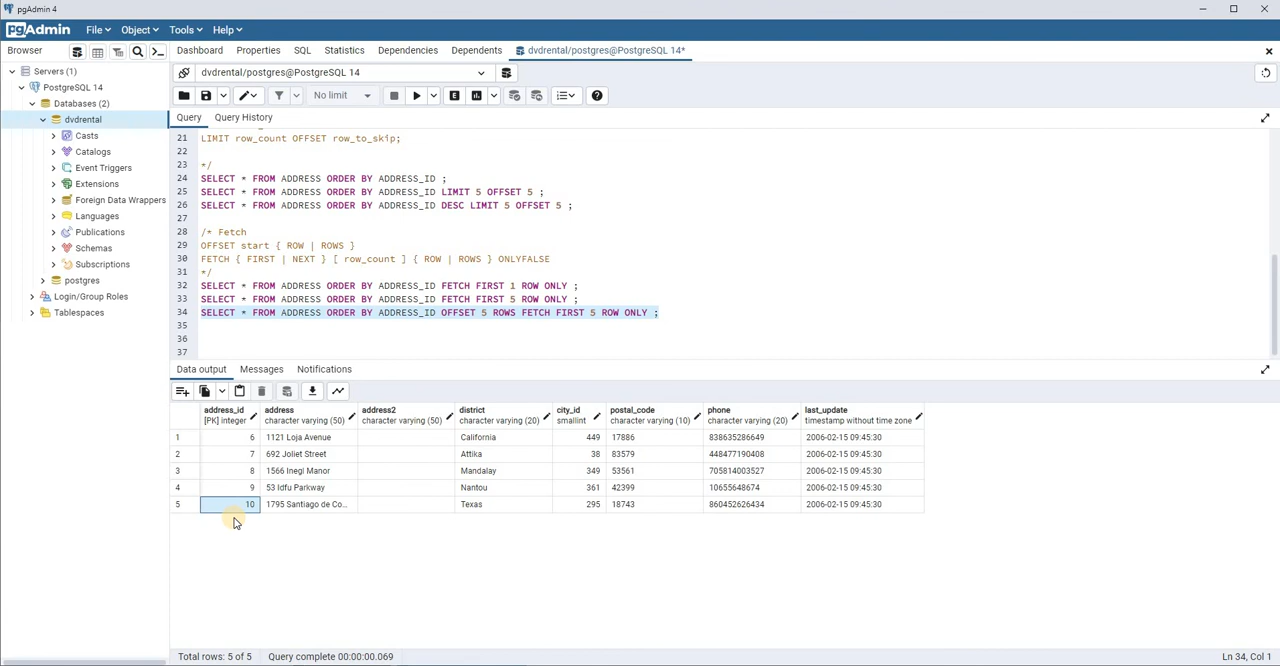 pgAdmin 4
pgAdmin File Object Tools Help
Browser Dashboard Properties SQL Statistics Dependencies Dependents dvdrental/postgres@PostgreSQL 14*
Servers (1)
PostgreSQL 14
Databases (2)
dvdrental
Casts
Catalogs
Event Triggers
Extensions
Foreign Data Wrappers
Languages
Publications
Schemas
Subscriptions
postgres
Login/Group Roles
Tablespaces
dvdrental/postgres@PostgreSQL 14
No limit
Query Query History
21 LIMIT row_count OFFSET row_to_skip;
22
23 */
24 SELECT * FROM ADDRESS ORDER BY ADDRESS_ID ;
25 SELECT * FROM ADDRESS ORDER BY ADDRESS_ID LIMIT 5 OFFSET 5 ;
26 SELECT * FROM ADDRESS ORDER BY ADDRESS_ID DESC LIMIT 5 OFFSET 5 ;
27
28 /* Fetch
29 OFFSET start { ROW | ROWS }
30 FETCH { FIRST | NEXT } [ row_count ] { ROW | ROWS } ONLYFALSE
31 */
32 SELECT * FROM ADDRESS ORDER BY ADDRESS_ID FETCH FIRST 1 ROW ONLY ;
33 SELECT * FROM ADDRESS ORDER BY ADDRESS_ID FETCH FIRST 5 ROW ONLY ;
34 SELECT * FROM ADDRESS ORDER BY ADDRESS_ID OFFSET 5 ROWS FETCH FIRST 5 ROW ONLY ;
35
36
37
Data output Messages Notifications
address_id address address2 district city_id postal_code phone last_update
[PK] integer character varying (50) character varying (50) character varying (20) smallint character varying (10) character varying (20) timestamp without time zone
1 6 1121 Loja Avenue California 449 17886 838635286649 2006-02-15 09:45:30
2 7 692 Joliet Street Attika 38 83579 448477190408 2006-02-15 09:45:30
3 8 1566 Inegl Manor Mandalay 349 53561 705814003527 2006-02-15 09:45:30
4 9 53 Idfu Parkway Nantou 361 42399 10655648674 2006-02-15 09:45:30
5 10 1795 Santiago de Co... Texas 295 18743 860452626434 2006-02-15 09:45:30
Total rows: 5 of 5 Query complete 00:00:00.069 Ln 34, Col 1